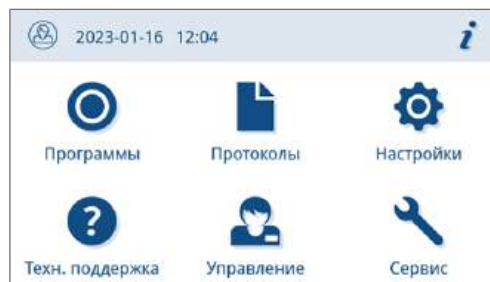 2023-01-16 12:04 i
Программы Протоколы Настройки
?
Техн. поддержка Управление Сервис